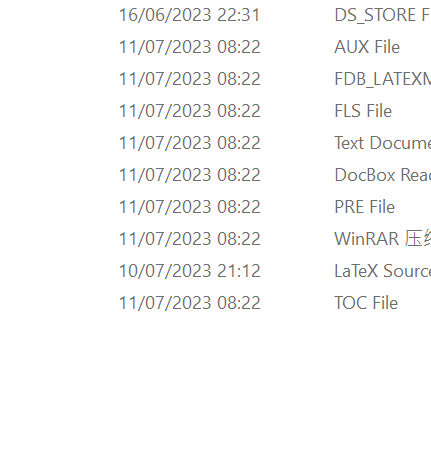 16/06/2023 22:31 DS_STORE F
11/07/2023 08:22 AUX File
11/07/2023 08:22 FDB_LATEXM
11/07/2023 08:22 FLS File
11/07/2023 08:22 Text Docume
11/07/2023 08:22 DocBox Rea
11/07/2023 08:22 PRE File
11/07/2023 08:22 WinRAR 压
10/07/2023 21:12 LaTeX Source
11/07/2023 08:22 TOC File